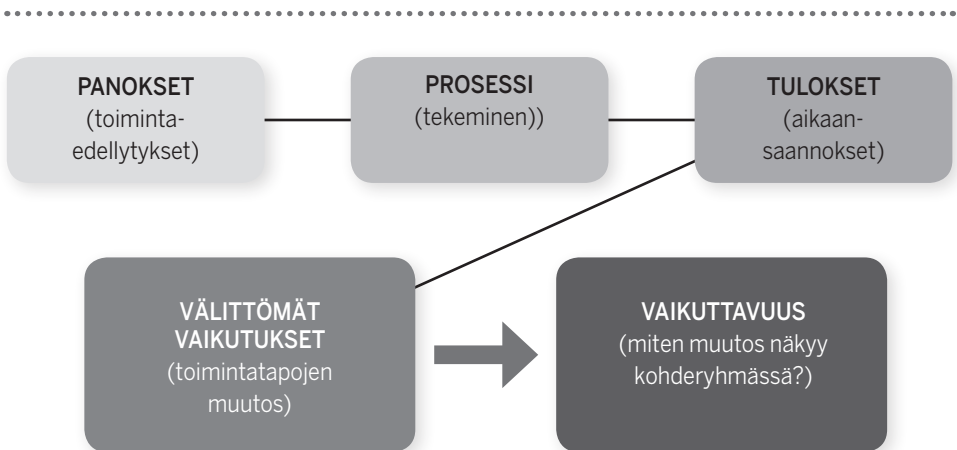 PANOKSET
(toiminta-
edellytykset)
PROSESSI
(tekeminen))
TULOKSET
(aikaan-
saannokset)
VÄLITTÖMÄT
VAIKUTUKSET
(toimintatapojen
muutos)
VAIKUTTAVUUS
(miten muutos näkyy
kohderyhmässä?)